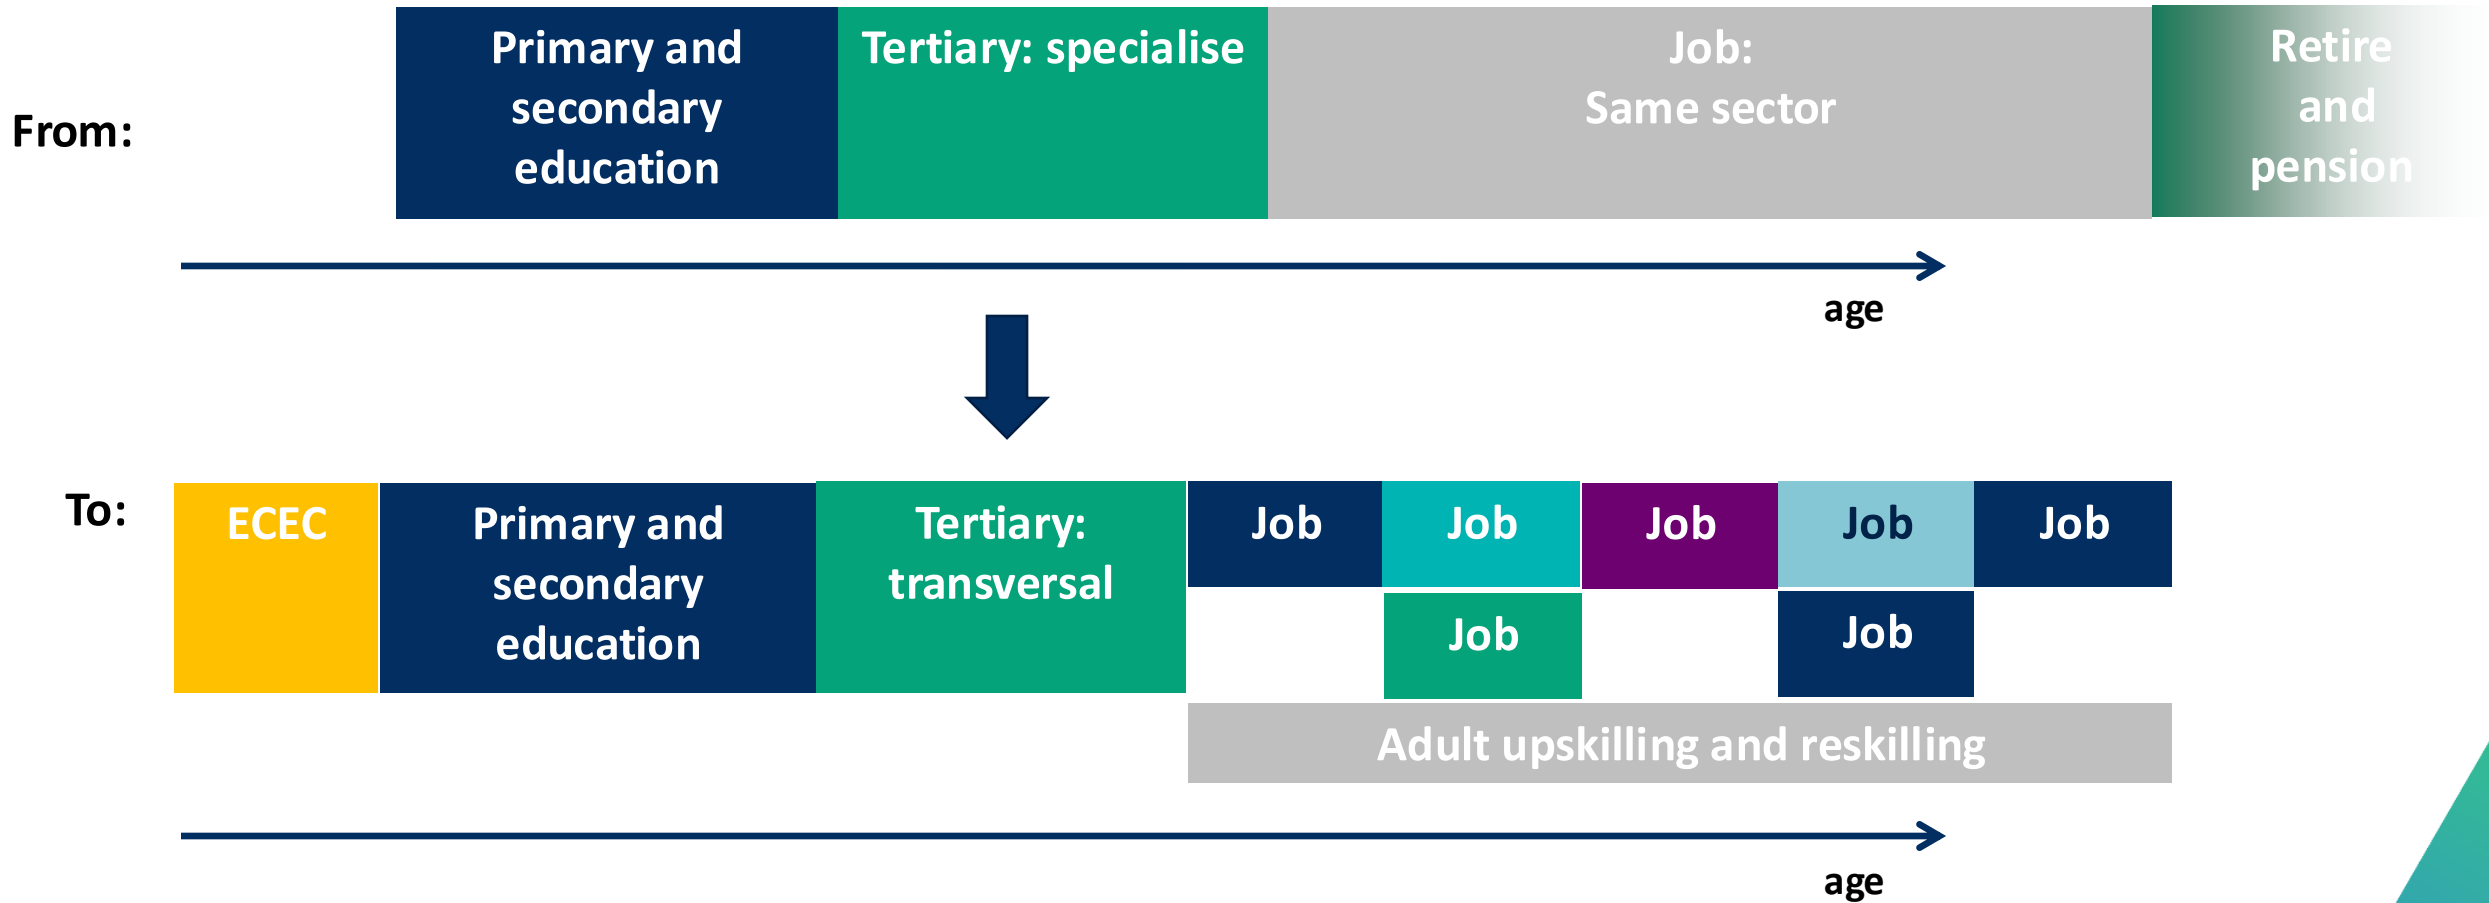 From:
Primary and
secondary
education
Tertiary: specialise
Job:
Same sector
Retire
and
pension
age
To:
ECEC
Primary and
secondary
education
Tertiary:
transversal
Job
Job
Job
Job
Job
Job
Job
Adult upskilling and reskilling
age